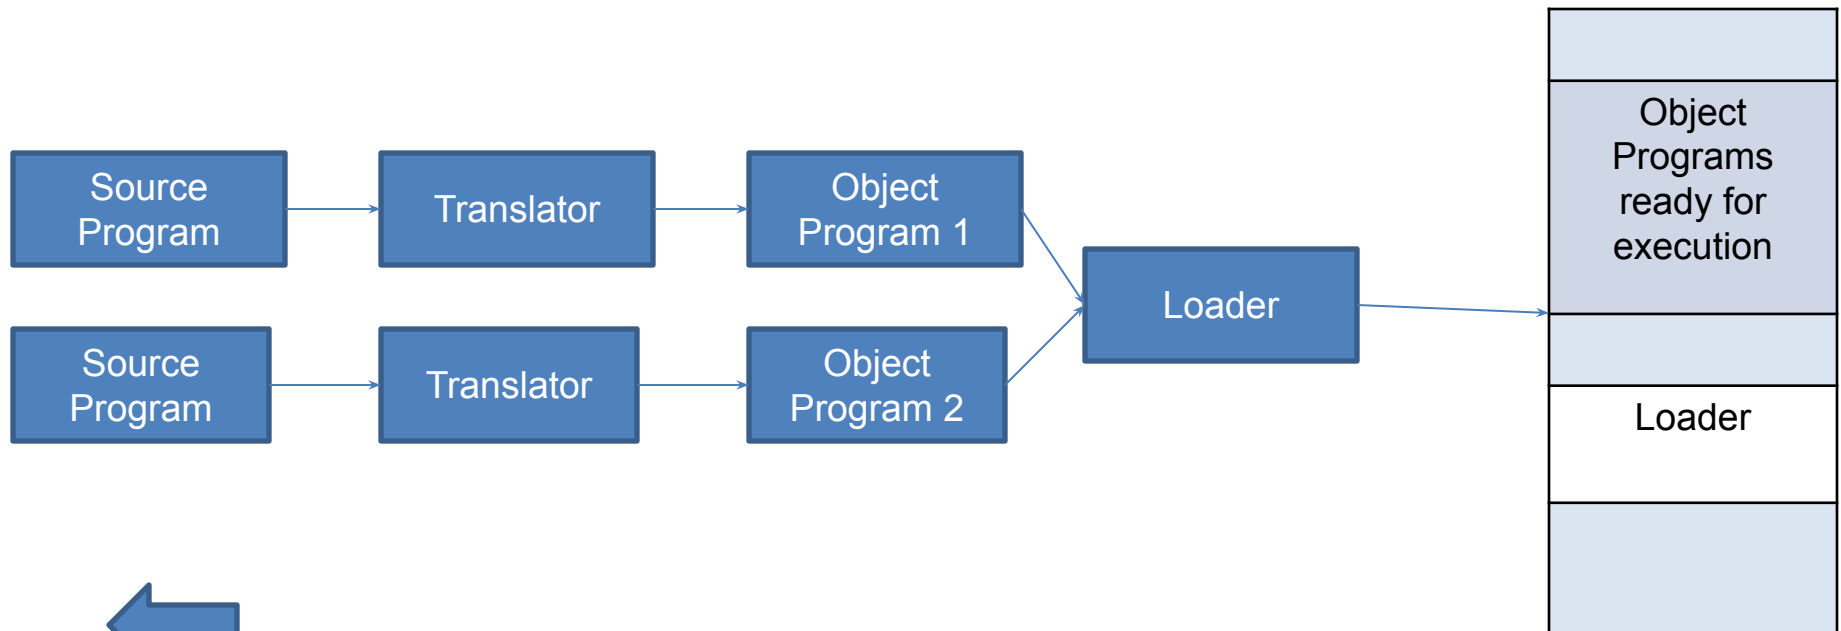 Source
Program
Translator
Object
Program 1
Source
Program
Translator
Object
Program 2
Loader
Object
Programs
ready for
execution
Loader